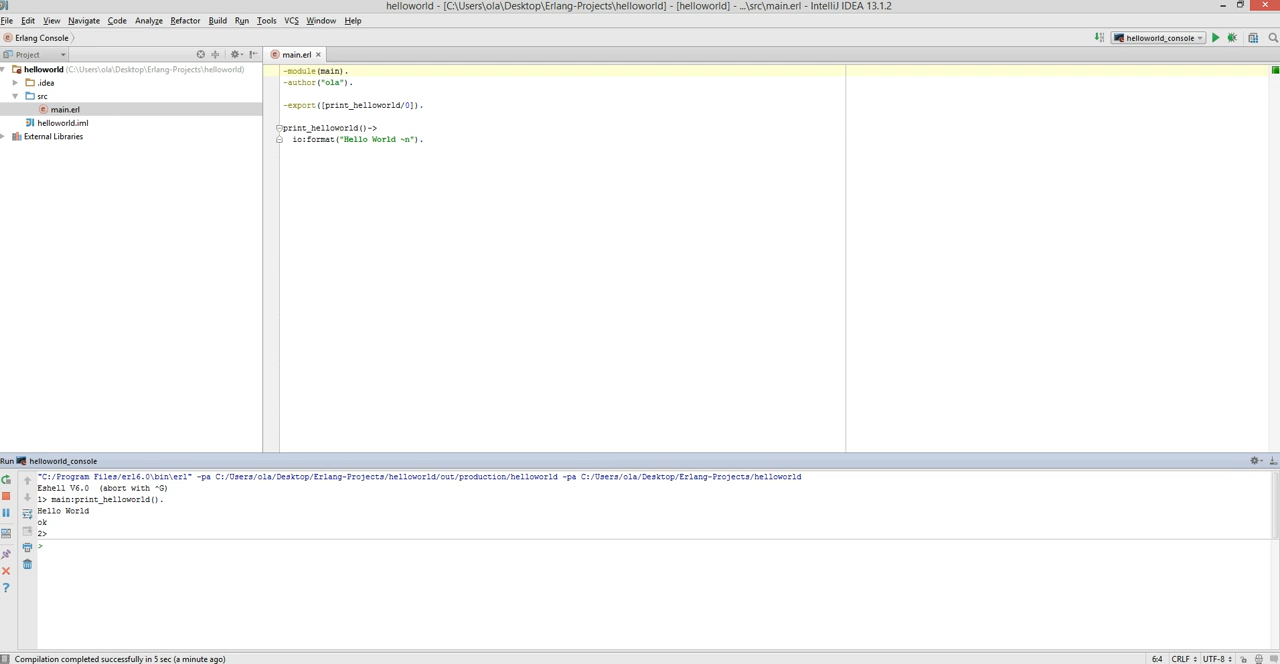 helloworld - [C:\Users\ola\Desktop\Erlang-Projects\helloworld] - [helloworld] - ...\src\main.erl - IntelliJ IDEA 13.1.2
File Edit View Navigate Code Analyze Refactor Build Run Tools VCS Window Help
Erlang Console
helloworld_console
Project
main.erl
helloworld (C:\Users\ola\Desktop\Erlang-Projects\helloworld)
.idea
src
main.erl
helloworld.iml
External Libraries
-module(main).
-author("ola").
-export([print_helloworld/0]).
print_helloworld()->
io:format("Hello World ~n").
Run helloworld_console
"C:/Program Files/erl6.0\bin\erl" -pa C:/Users/ola/Desktop/Erlang-Projects/helloworld/out/production/helloworld -pa C:/Users/ola/Desktop/Erlang-Projects/helloworld
Eshell V6.0  (abort with ^G)
1> main:print_helloworld().
Hello World
ok
2>
>
Compilation completed successfully in 5 sec (a minute ago)
6:4 CRLF UTF-8